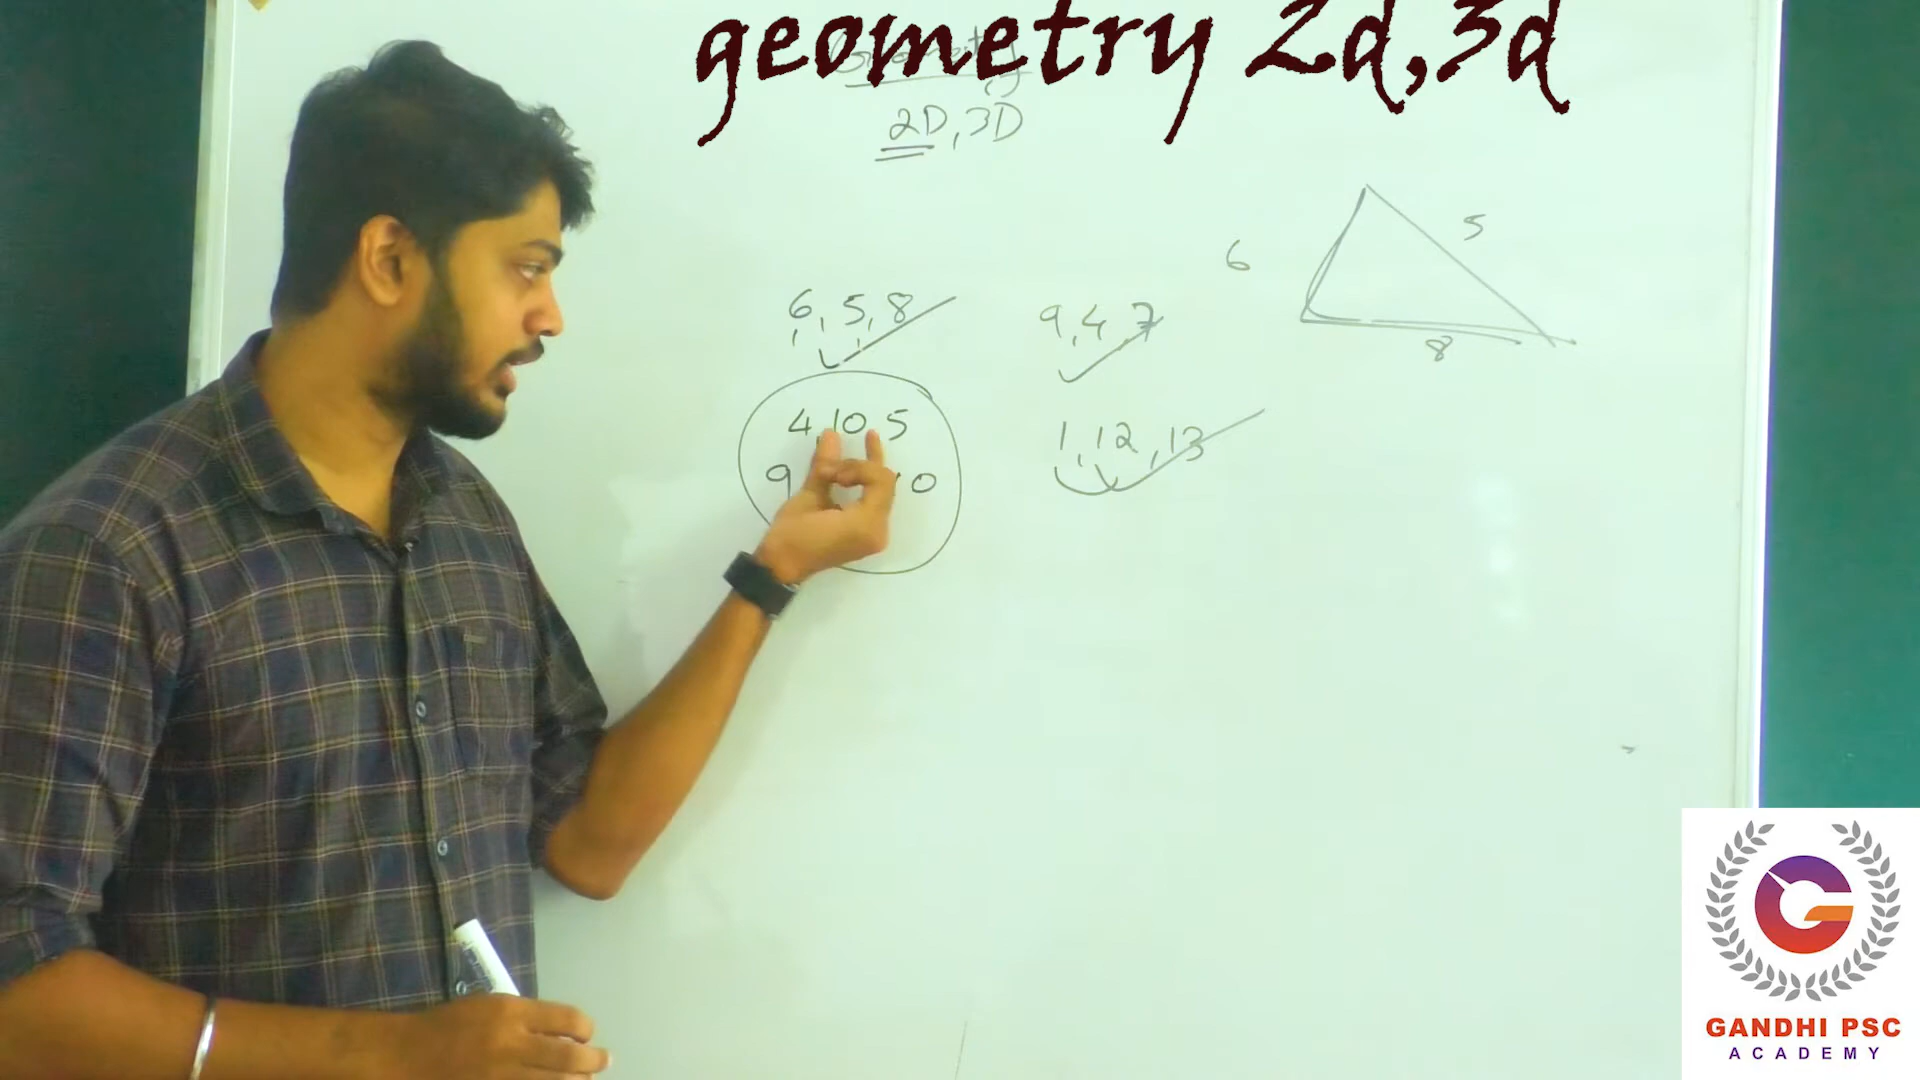 geometry 2d,3d
2D, 3D
6, 5, 8
9, 4, 7
4, 10, 5
1, 12, 13
6
5
8
GANDHI PSC
ACADEMY